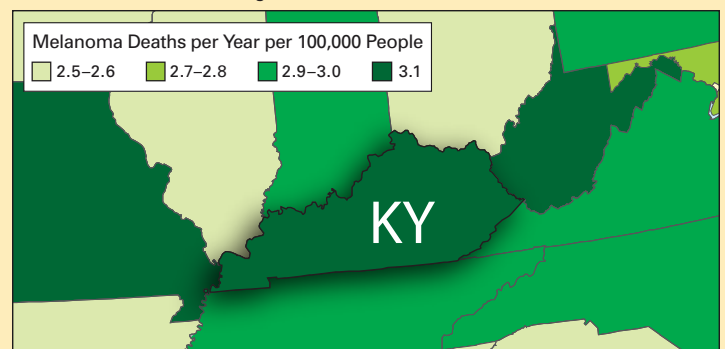 Melanoma Deaths per Year per 100,000 People
2.5–2.6 2.7–2.8 2.9–3.0 3.1
KY